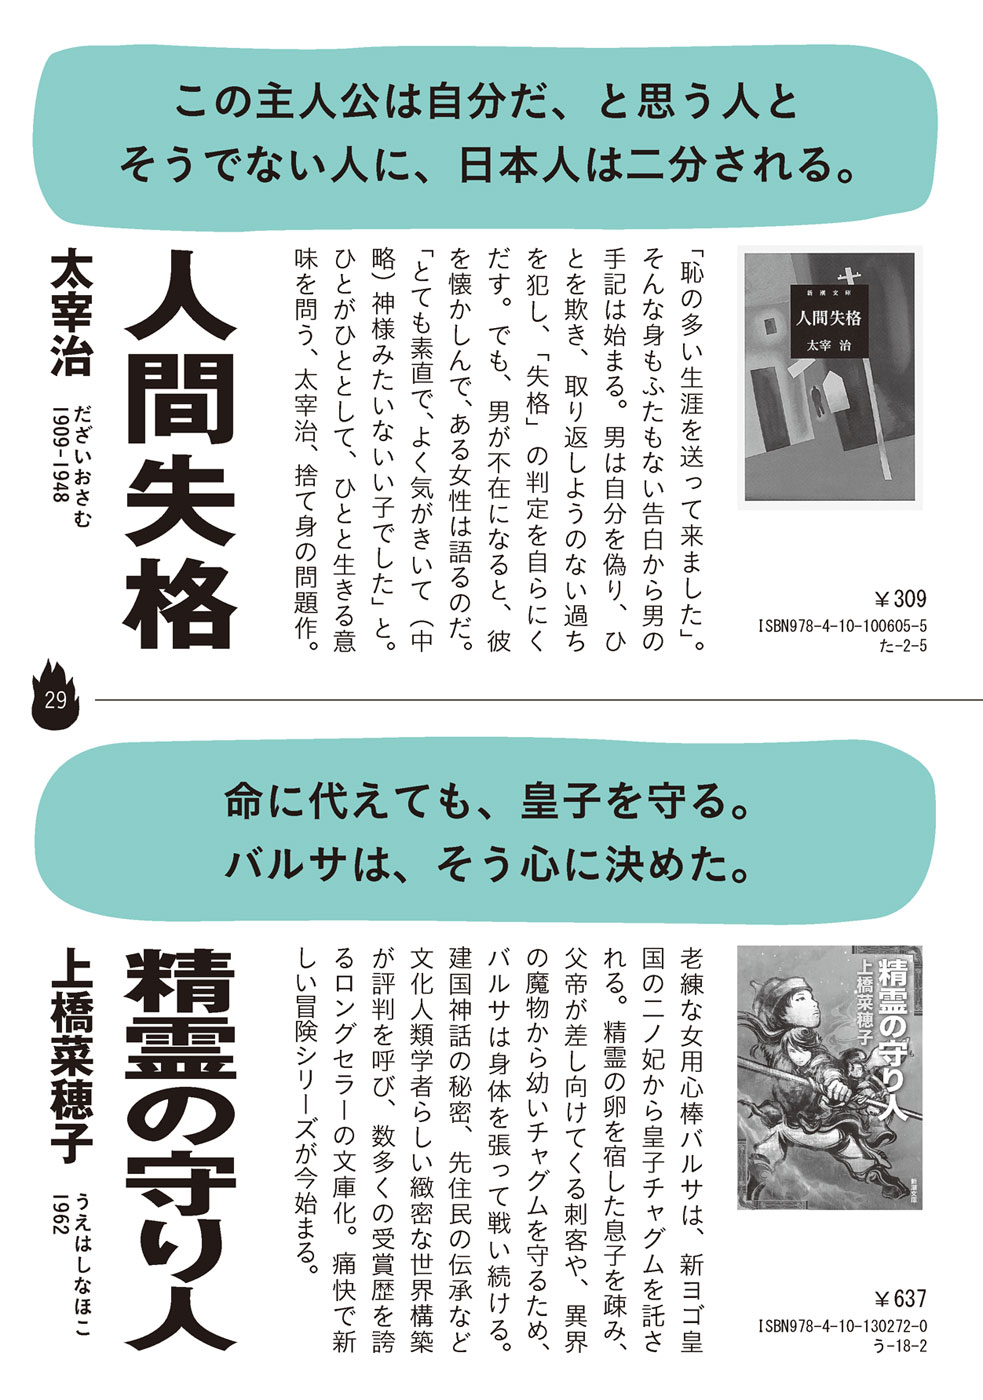 この主人公は自分だ、と思う人と
そうでない人に、日本人は二分される。
新潮文庫
人間失格
太宰 治
￥309
ISBN978-4-10-100605-5
た-2-5
「恥の多い生涯を送って来ました」。
そんな身もふたもない告白から男の
手記は始まる。男は自分を偽り、ひ
とを欺き、取り返しようのない過ち
を犯し、「失格」の判定を自らにく
だす。でも、男が不在になると、彼
を懐かしんで、ある女性は語るのだ。
「とても素直で、よく気がきいて（中
略）神様みたいないい子でした」と。
ひとがひととして、ひとと生きる意
味を問う、太宰治、捨て身の問題作。
人間失格
太宰治
だざいおさむ
1909-1948
29
命に代えても、皇子を守る。
バルサは、そう心に決めた。
精霊の守り人
上橋菜穂子
新潮文庫
￥637
ISBN978-4-10-130272-0
う-18-2
老練な女用心棒バルサは、新ヨゴ皇
国の二ノ妃から皇子チャグムを託さ
れる。精霊の卵を宿した息子を疎み、
父帝が差し向けてくる刺客や、異界
の魔物から幼いチャグムを守るため、
バルサは身体を張って戦い続ける。
建国神話の秘密、先住民の伝承など
文化人類学者らしい緻密な世界構築
が評判を呼び、数多くの受賞歴を誇
るロングセラーの文庫化。痛快で新
しい冒険シリーズが今始まる。
精霊の守り人
上橋菜穂子
うえはしなほこ
1962